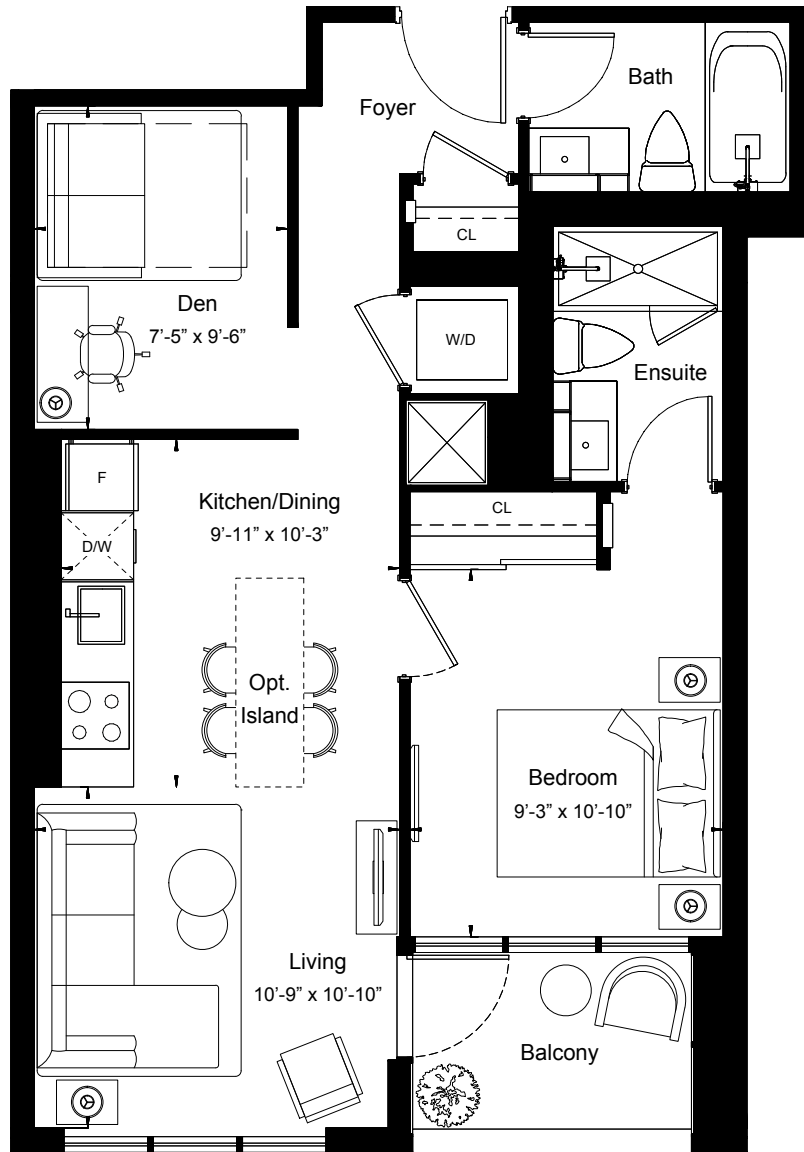 Bath
Foyer
CL
Den
7'-5” x 9'-6”
W/D
Ensuite
F
Kitchen/Dining
9'-11” x 10'-3”
CL
D/W
Opt.
Island
Bedroom
9'-3” x 10'-10”
Living
10'-9” x 10'-10”
Balcony